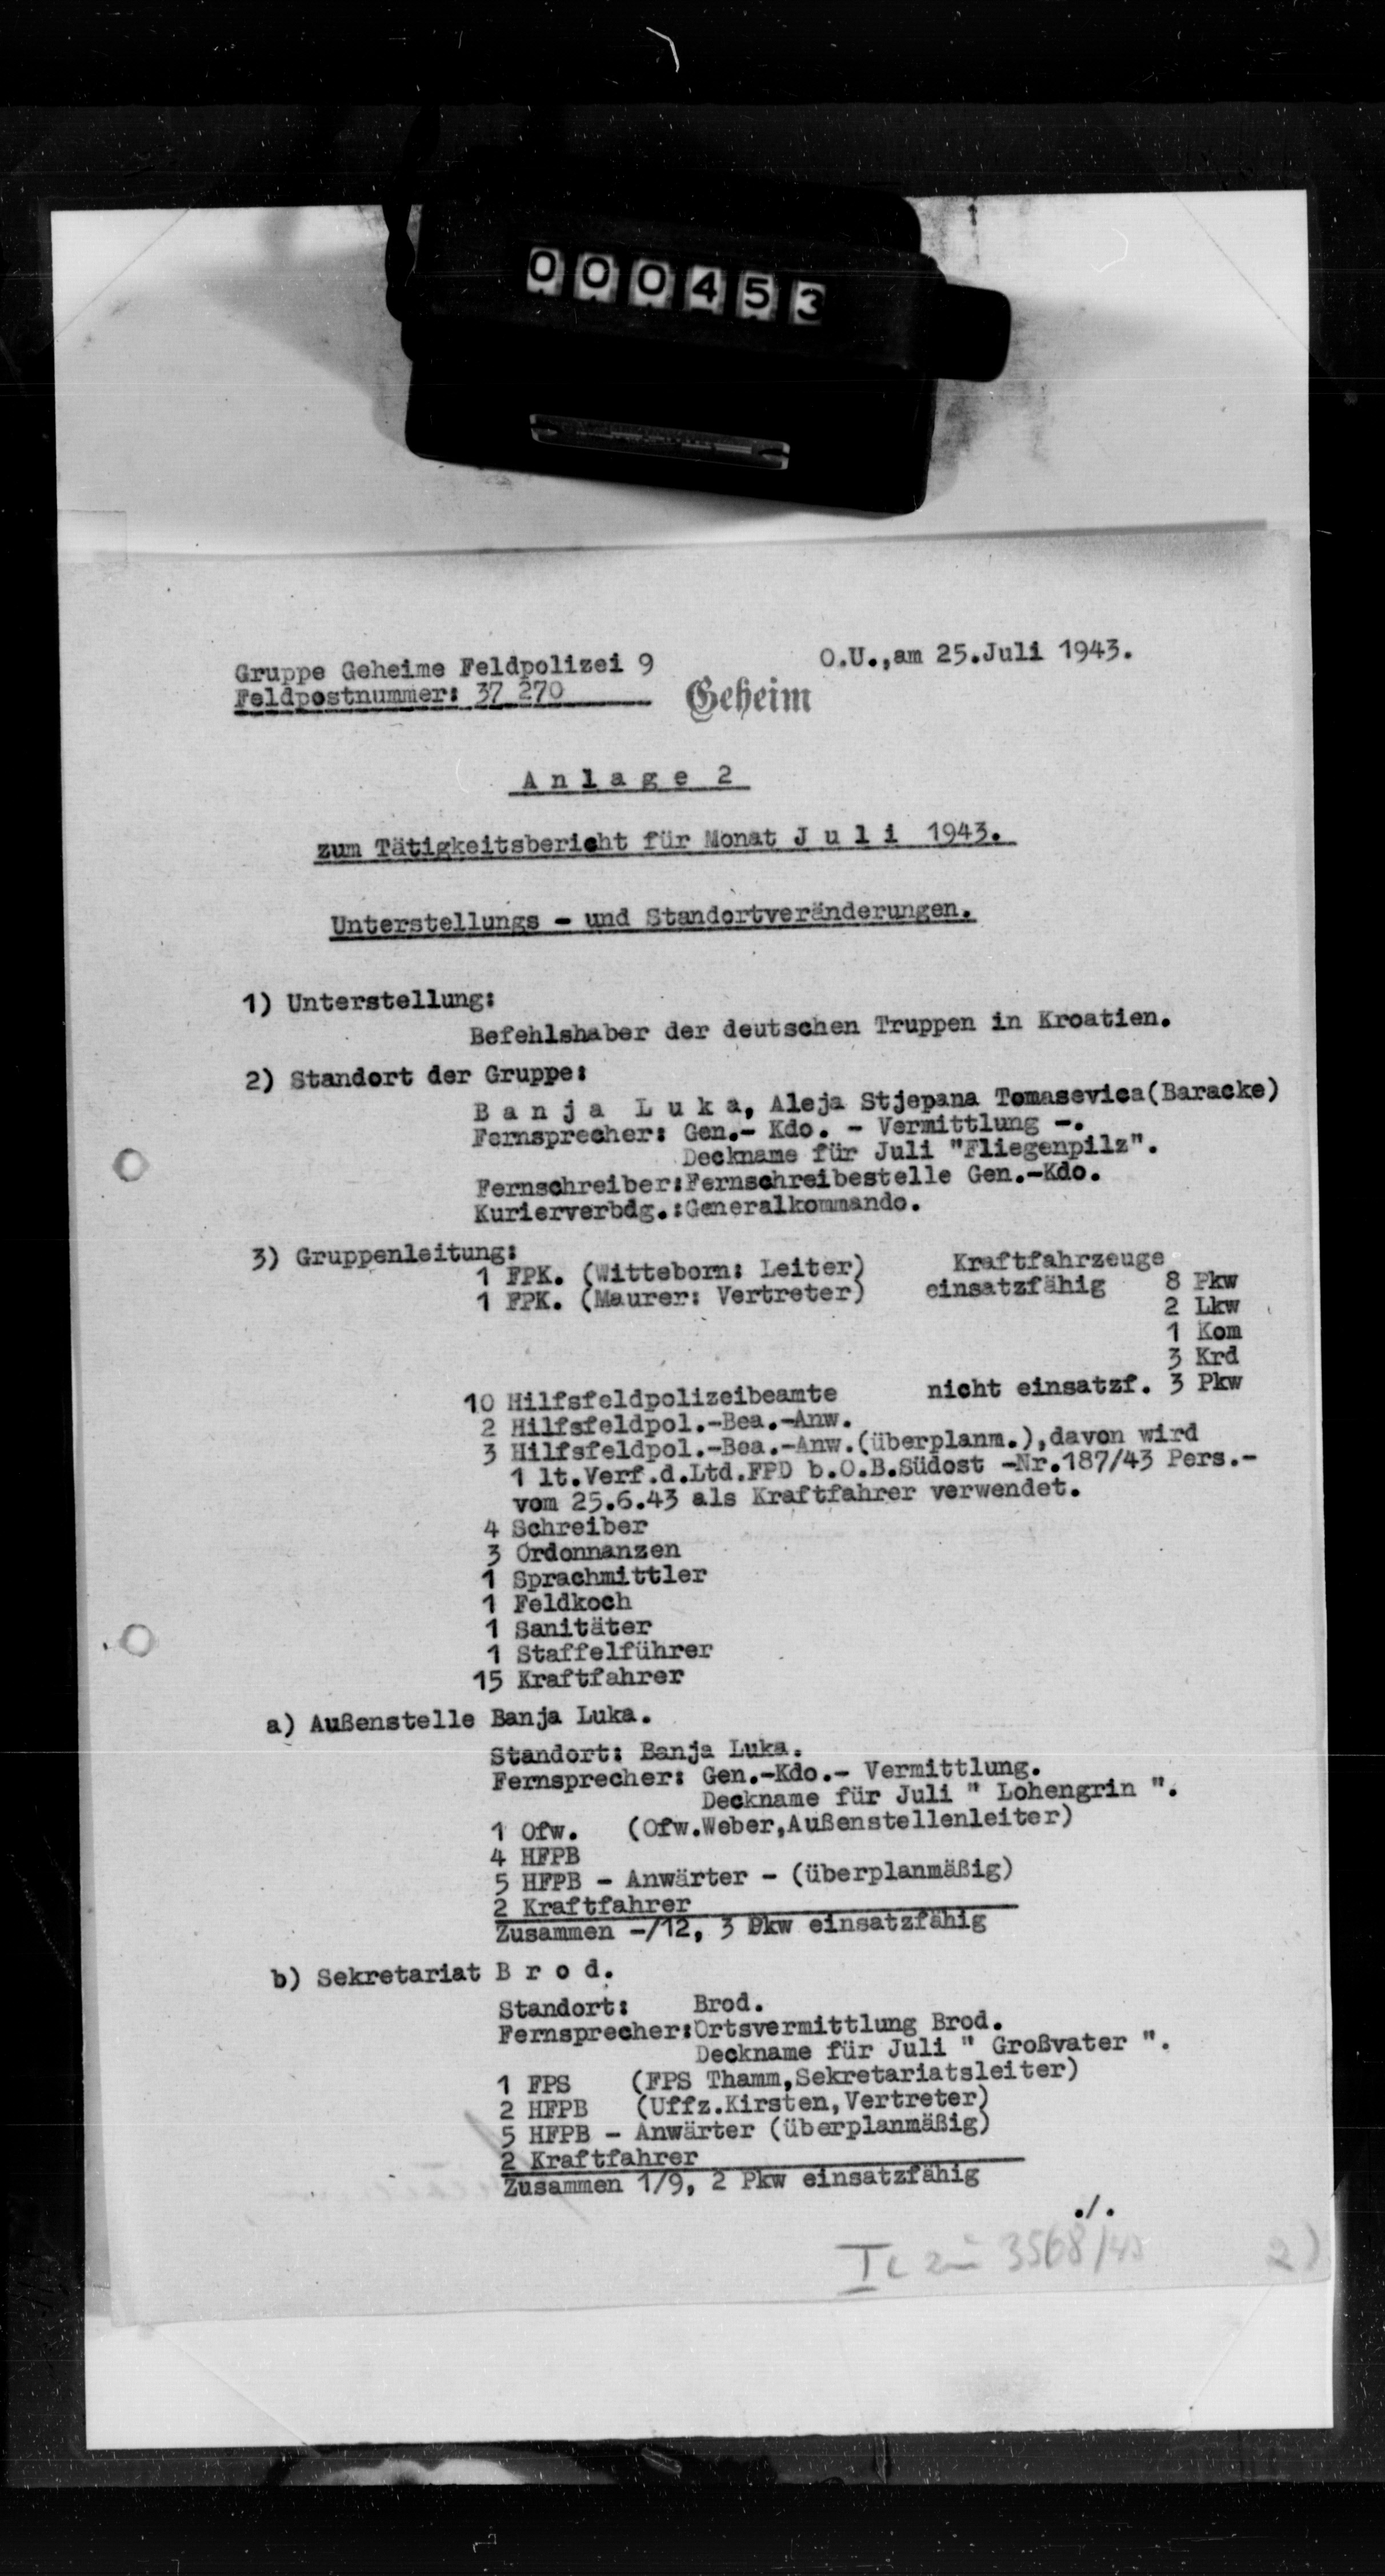 000453
Gruppe Geheime Feldpolizei 9
Feldpostnummer: 37 270
O.U.,am 25.Juli 1943.
Geheim
A n l a g e 2
zum Tätigkeitsbericht für Monat J u l i 1943.
Unterstellungs - und Standortveränderungen.
1) Unterstellung:
Befehlshaber der deutschen Truppen in Kroatien.
2) Standort der Gruppe:
B a n j a L u k a, Aleja Stjepana Tomasevica(Baracke)
Fernsprecher: Gen.- Kdo. - Vermittlung -.
Deckname für Juli "Fliegenpilz".
Fernschreiber:Fernschreibestelle Gen.-Kdo.
Kurierverbdg.:Generalkommando.
3) Gruppenleitung:
1 FPK. (Witteborn: Leiter) Kraftfahrzeuge
1 FPK. (Maurer: Vertreter) einsatzfähig 8 Pkw
2 Lkw
1 Kom
3 Krd
10 Hilfsfeldpolizeibeamte nicht einsatzf. 3 Pkw
2 Hilfsfeldpol.-Bea.-Anw.
3 Hilfsfeldpol.-Bea.-Anw.(überplanm.),davon wird
1 lt.Verf.d.Ltd.FPD b.O.B.Südost -Nr.187/43 Pers.-
vom 25.6.43 als Kraftfahrer verwendet.
4 Schreiber
3 Ordonnanzen
1 Sprachmittler
1 Feldkoch
1 Sanitäter
1 Staffelführer
15 Kraftfahrer
a) Außenstelle Banja Luka.
Standort: Banja Luka.
Fernsprecher: Gen.-Kdo.- Vermittlung.
Deckname für Juli " Lohengrin ".
1 Ofw. (Ofw.Weber,Außenstellenleiter)
4 HFPB
5 HFPB - Anwärter - (überplanmäßig)
2 Kraftfahrer
Zusammen -/12, 3 Pkw einsatzfähig
b) Sekretariat B r o d.
Standort: Brod.
Fernsprecher:Ortsvermittlung Brod.
Deckname für Juli " Großvater ".
1 FPS (FPS Thamm,Sekretariatsleiter)
2 HFPB (Uffz.Kirsten,Vertreter)
5 HFPB - Anwärter (überplanmäßig)
2 Kraftfahrer
Zusammen 1/9, 2 Pkw einsatzfähig
./.
Ic zu 3568/43 2)